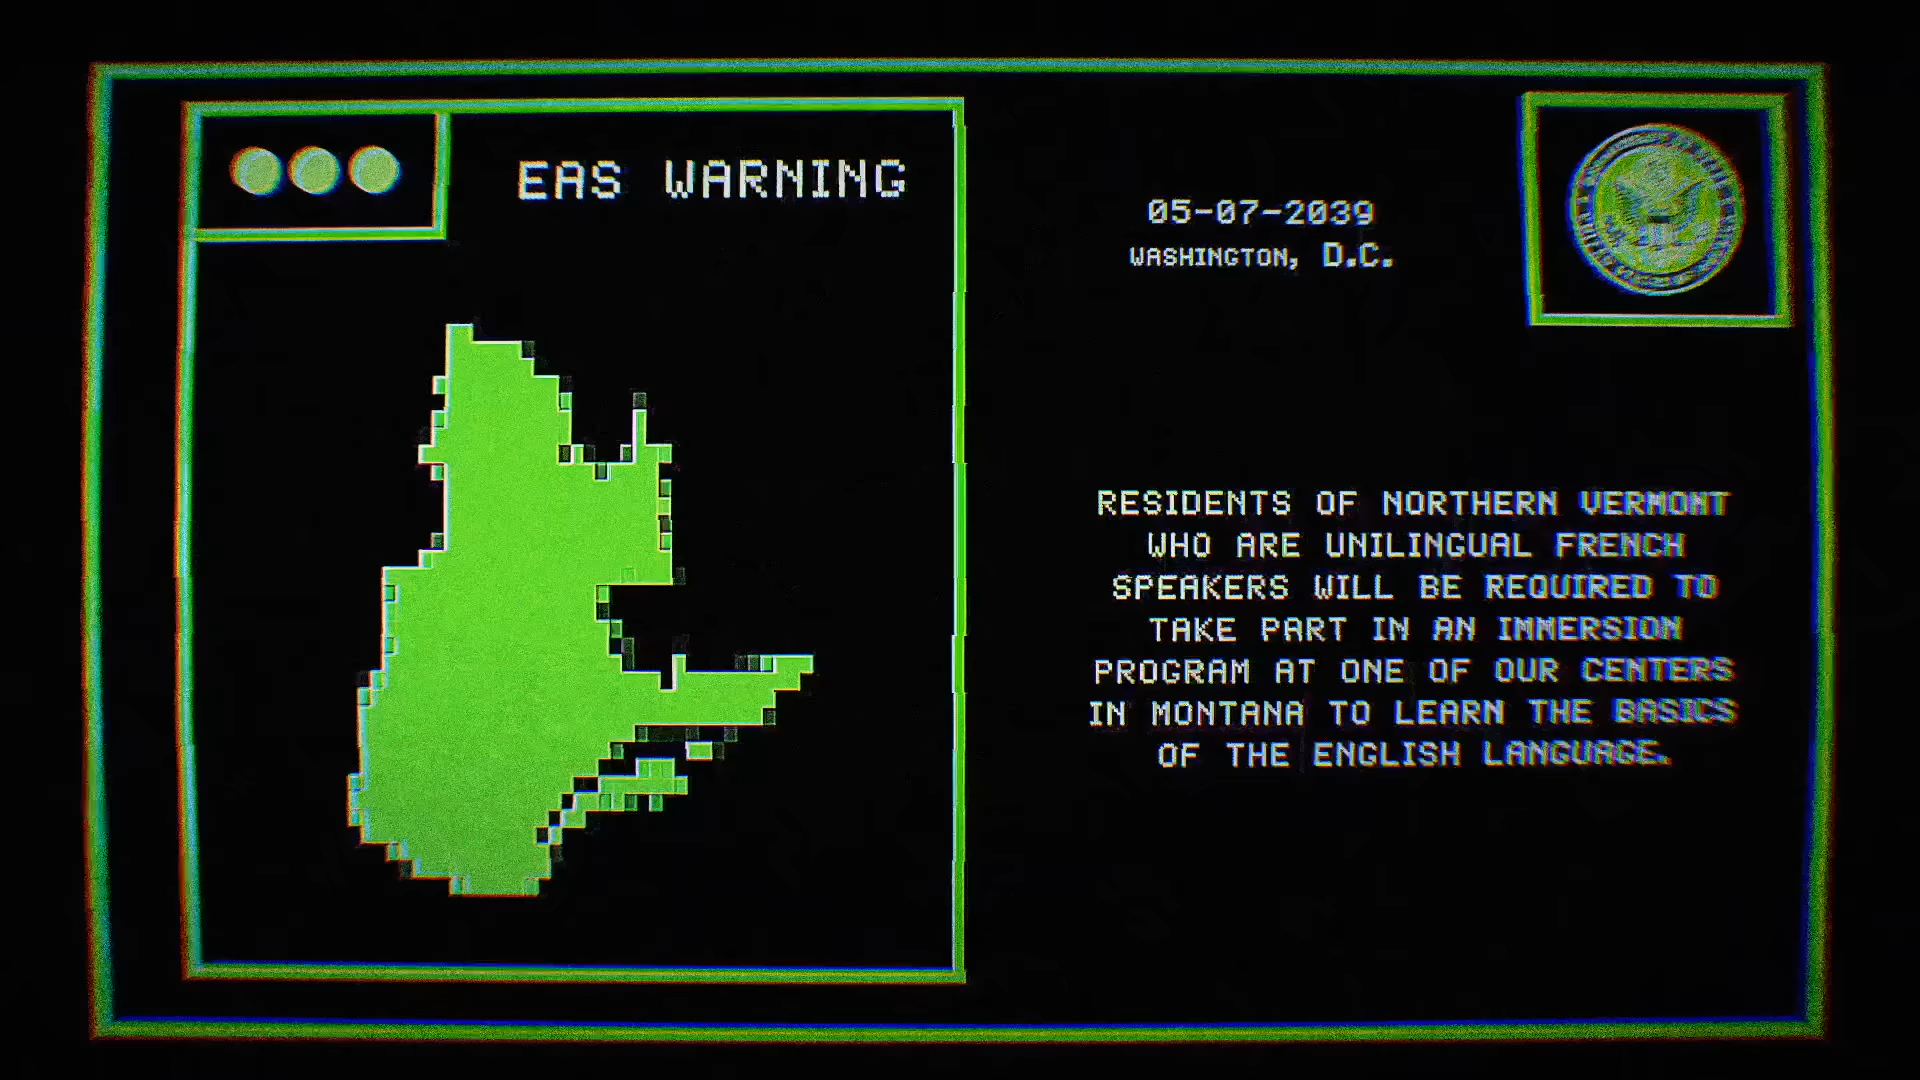 EAS WARNING
05-07-2039
WASHINGTON, D.C.
RESIDENTS OF NORTHERN VERMONT
WHO ARE UNILINGUAL FRENCH
SPEAKERS WILL BE REQUIRED TO
TAKE PART IN AN IMMERSION
PROGRAM AT ONE OF OUR CENTERS
IN MONTANA TO LEARN THE BASICS
OF THE ENGLISH LANGUAGE.